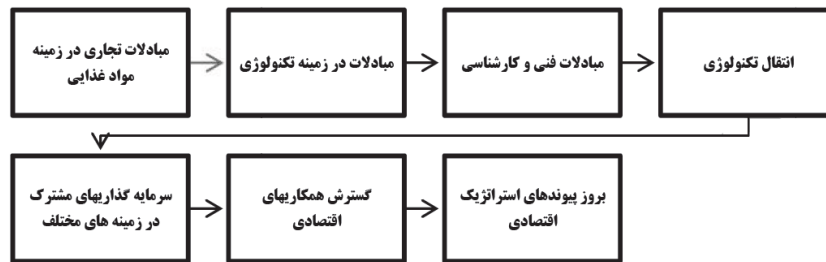 مبادلات تجاری در زمینه
مواد غذایی
مبادلات در زمینه تکنولوژی
مبادلات فنی و کارشناسی
انتقال تکنولوژی
سرمایه گذاریهای مشترک
در زمینه های مختلف
گسترش همکاریهای
اقتصادی
بروز پیوندهای استراتژیک
اقتصادی